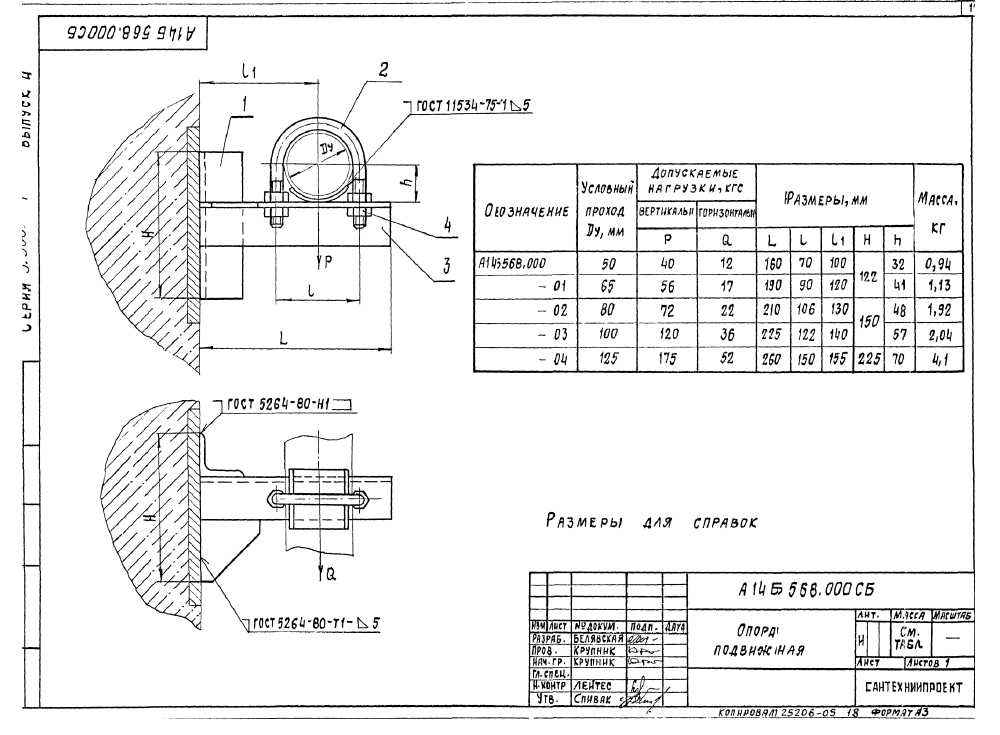 А14Б 568.000СБ
l1
1
2
ГОСТ 11534-75-1 5
Dу
h
H
4
3
P
l
L
ГОСТ 5264-80-Н1
H
Q
ГОСТ 5264-80-Т1- 5
ВЫПУСК 4
СЕРИЯ
Обозначение Условный проход Dу, мм Допускаемые нагрузки, кгс Размеры, мм Масса, кг
вертикальн горизонтальн
P Q L l l1 H h
А14Б568.000 50 40 12 160 70 100 122 32 0,94
- 01 65 56 17 190 90 120 41 1,13
- 02 80 72 22 210 106 130 150 48 1,92
- 03 100 120 36 225 122 140 57 2,04
- 04 125 175 52 260 150 155 225 70 4,1
Размеры для справок
А14Б 568.000СБ
Изм Лист № докум. Подп. Дата
Разраб. Белявская
Пров. Крупник
Нач.гр. Крупник
Гл.спец.
Н.контр Лейтес
Утв. Спивак
Опора
подвижная
Лит. Масса Масштаб
И см. табл. —
Лист Листов 1
САНТЕХНИИПРОЕКТ
Копировал 25206-05 18 Формат А3